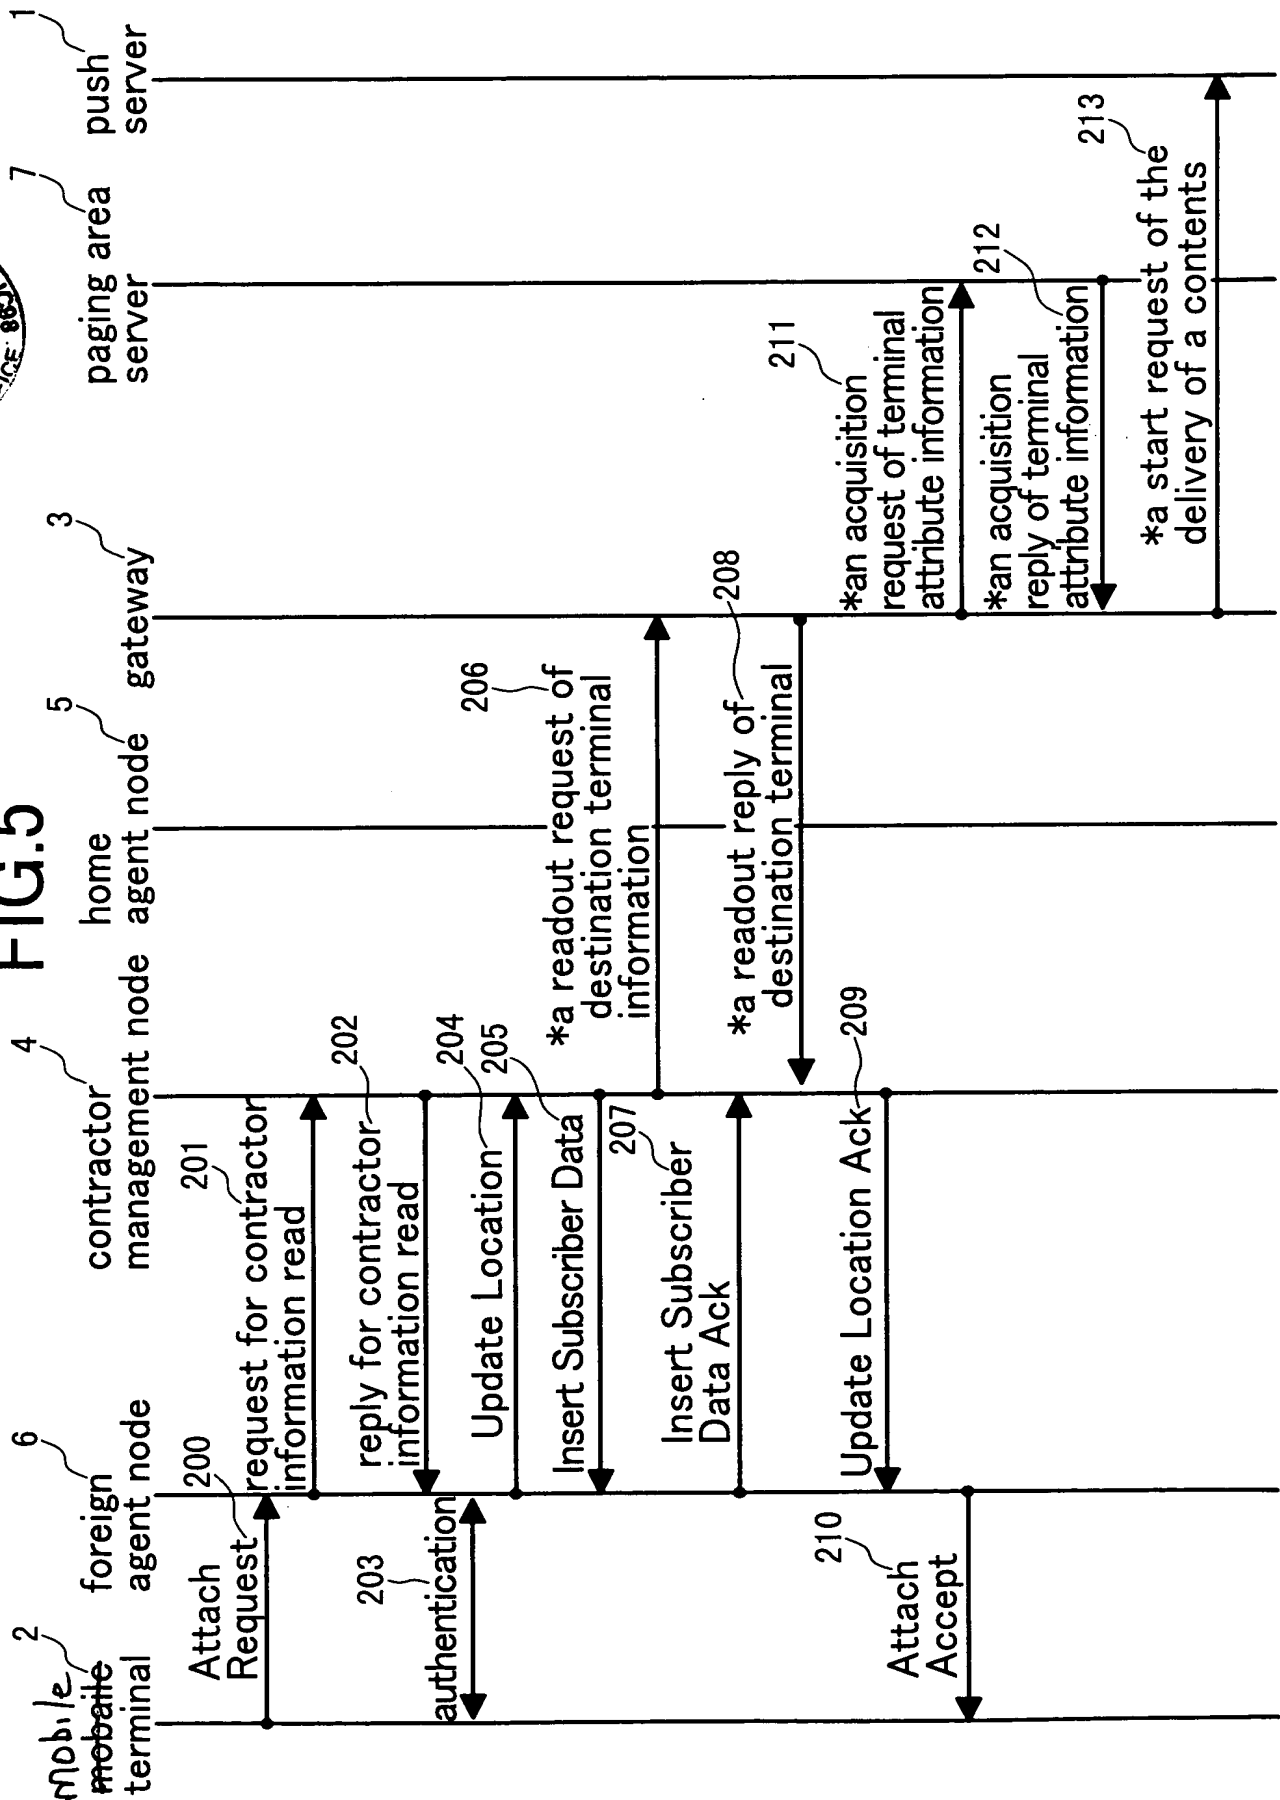 FIG.5
mobile
mobaile
terminal
2
foreign
agent node
6
contractor
management node
4
home
agent node
5
gateway
3
paging area
server
7
push
server
1
Attach
Request
200
request for contractor
information read
201
reply for contractor
information read
202
authentication
203
Update Location
204
Insert Subscriber Data
205
*a readout request of
destination terminal
information
206
Insert Subscriber
Data Ack
207
*a readout reply of
destination terminal
208
Update Location Ack
209
Attach
Accept
210
*an acquisition
request of terminal
attribute information
211
*an acquisition
reply of terminal
attribute information
212
*a start request of the
delivery of a contents
213